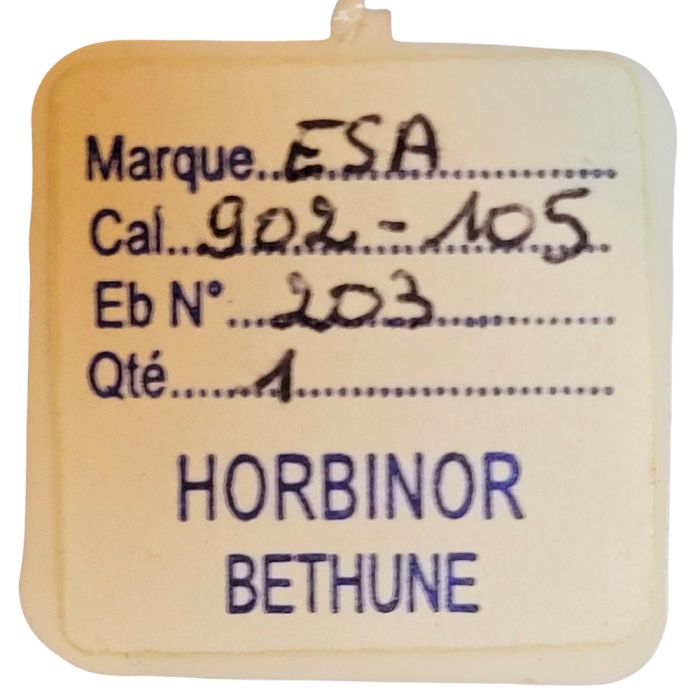 Marque..ESA
Cal..902-105
Eb N°...203
Qté.....1
HORBINOR
BETHUNE